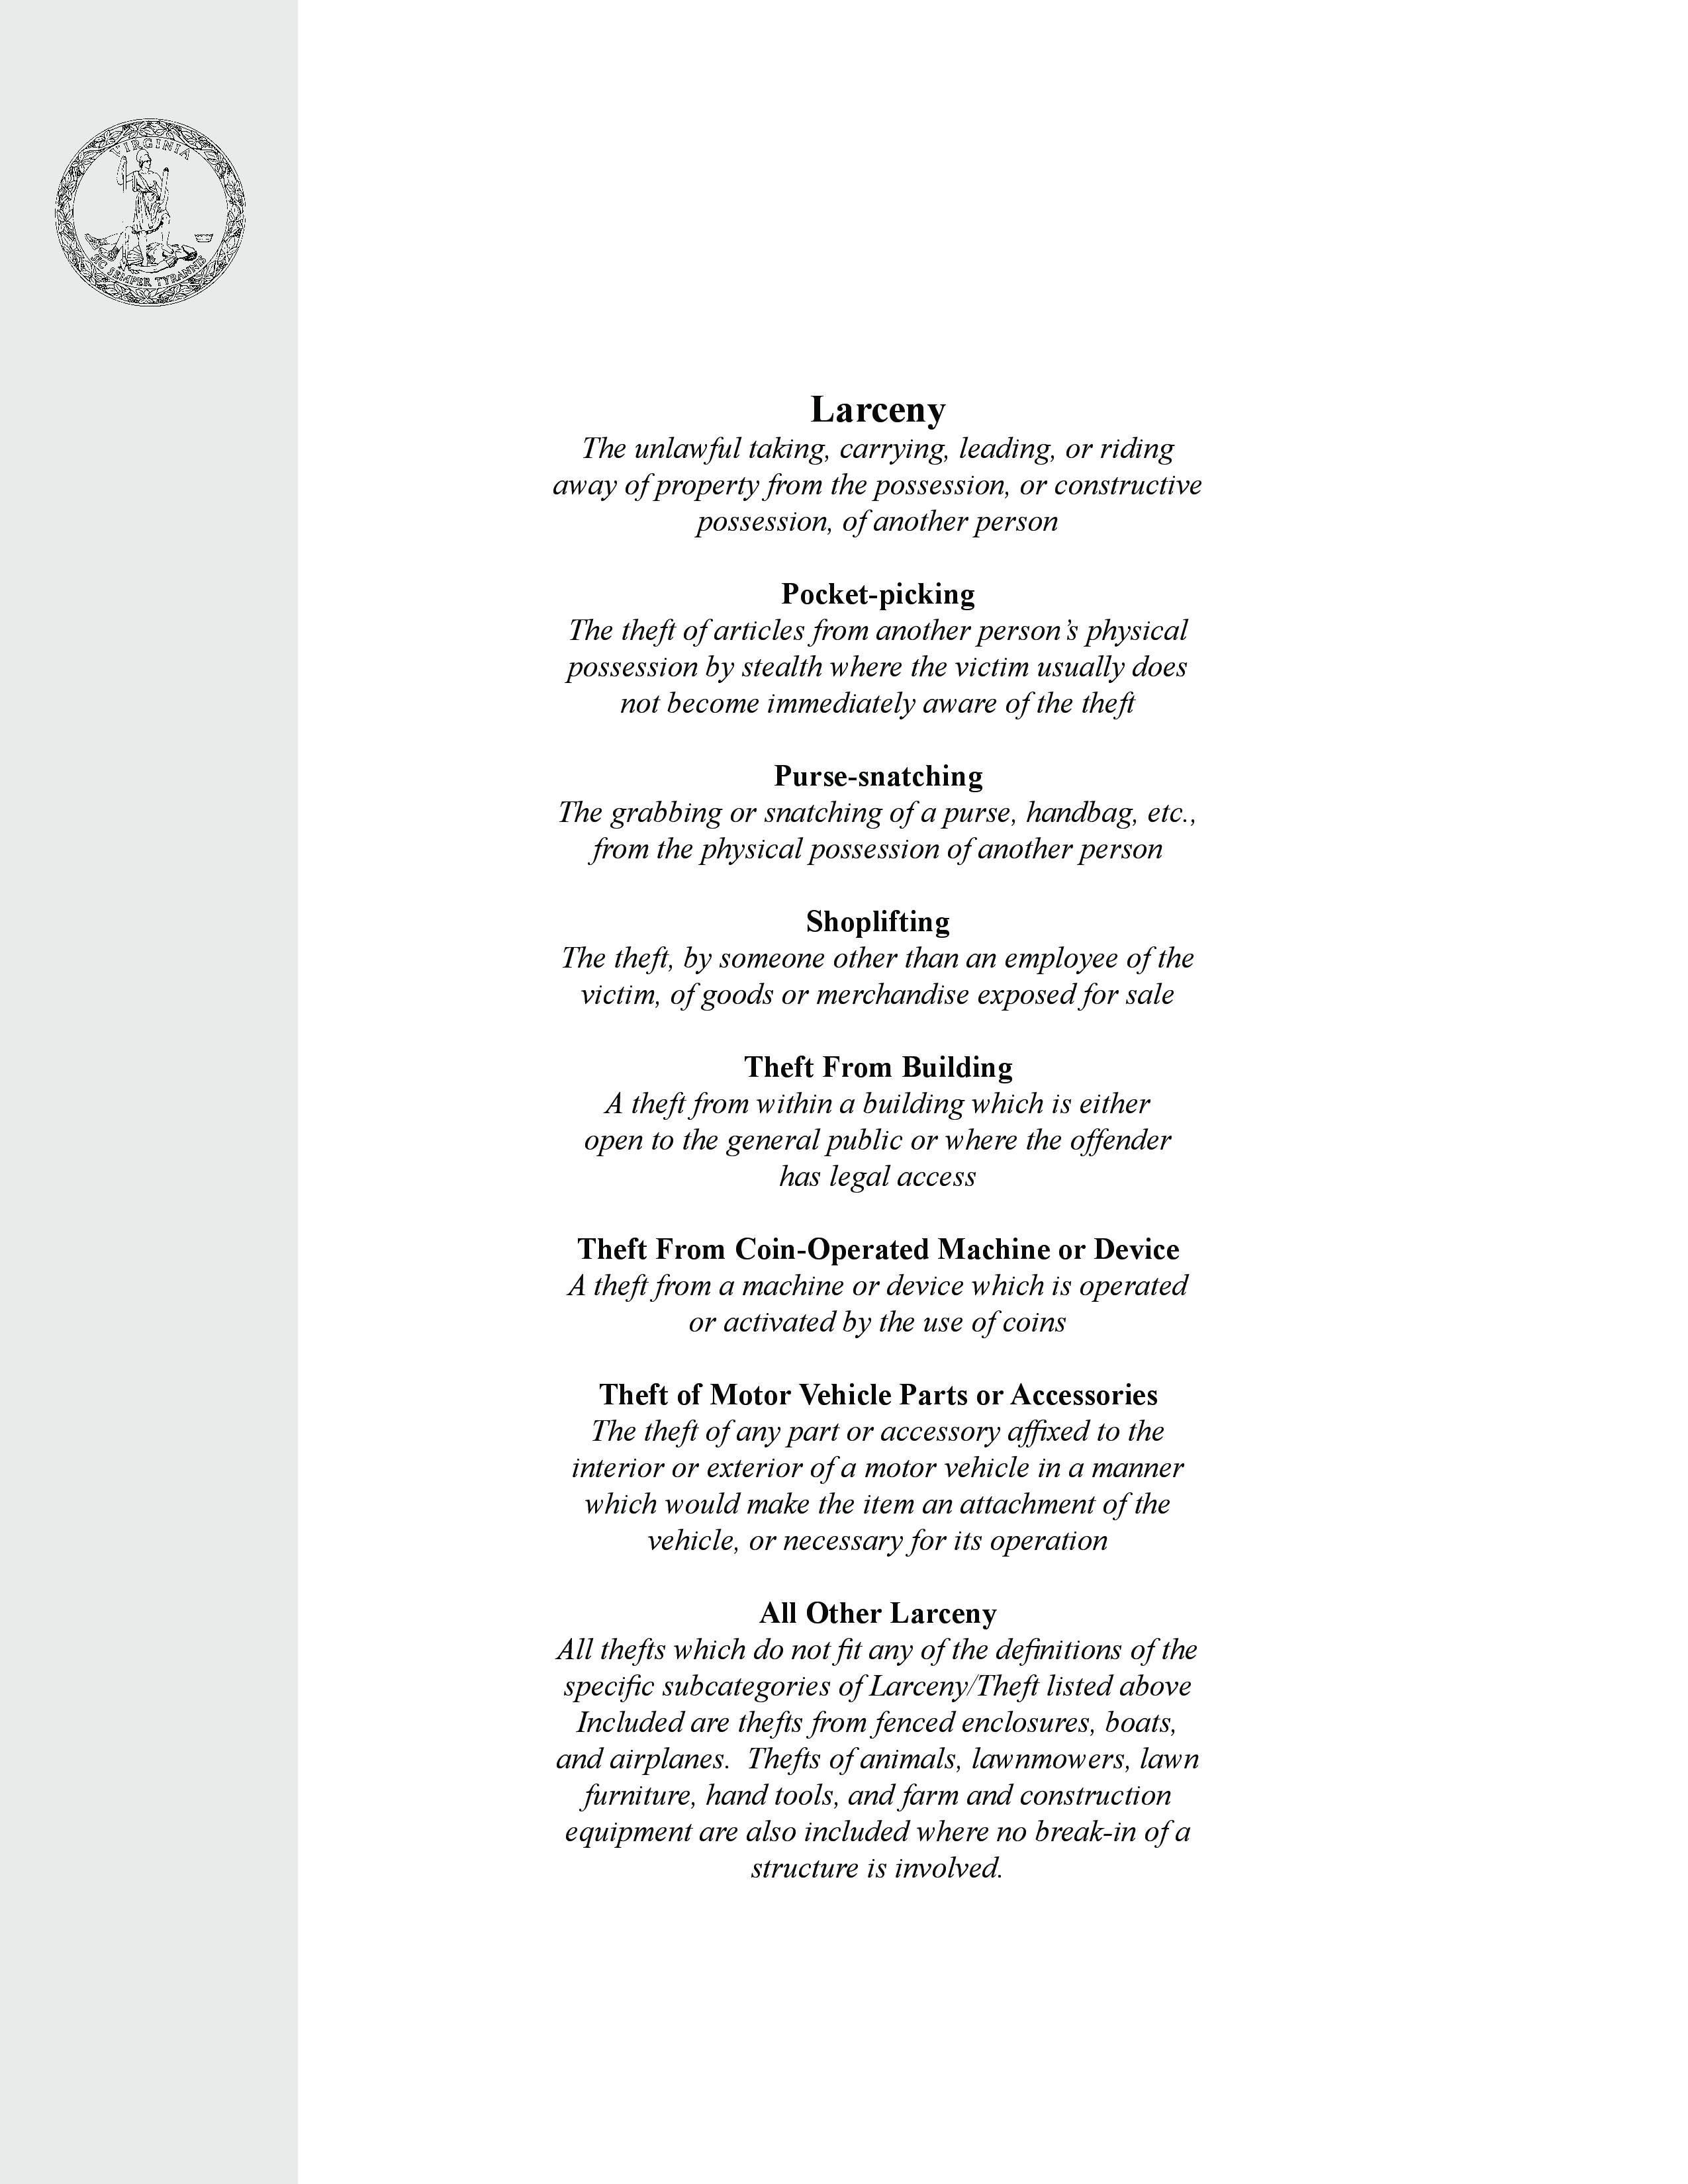 VIRGINIA
SIC SEMPER TYRANNIS
Larceny
The unlawful taking, carrying, leading, or riding
away of property from the possession, or constructive
possession, of another person
Pocket-picking
The theft of articles from another person’s physical
possession by stealth where the victim usually does
not become immediately aware of the theft
Purse-snatching
The grabbing or snatching of a purse, handbag, etc.,
from the physical possession of another person
Shoplifting
The theft, by someone other than an employee of the
victim, of goods or merchandise exposed for sale
Theft From Building
A theft from within a building which is either
open to the general public or where the offender
has legal access
Theft From Coin-Operated Machine or Device
A theft from a machine or device which is operated
or activated by the use of coins
Theft of Motor Vehicle Parts or Accessories
The theft of any part or accessory affixed to the
interior or exterior of a motor vehicle in a manner
which would make the item an attachment of the
vehicle, or necessary for its operation
All Other Larceny
All thefts which do not fit any of the definitions of the
specific subcategories of Larceny/Theft listed above
Included are thefts from fenced enclosures, boats,
and airplanes.  Thefts of animals, lawnmowers, lawn
furniture, hand tools, and farm and construction
equipment are also included where no break-in of a
structure is involved.